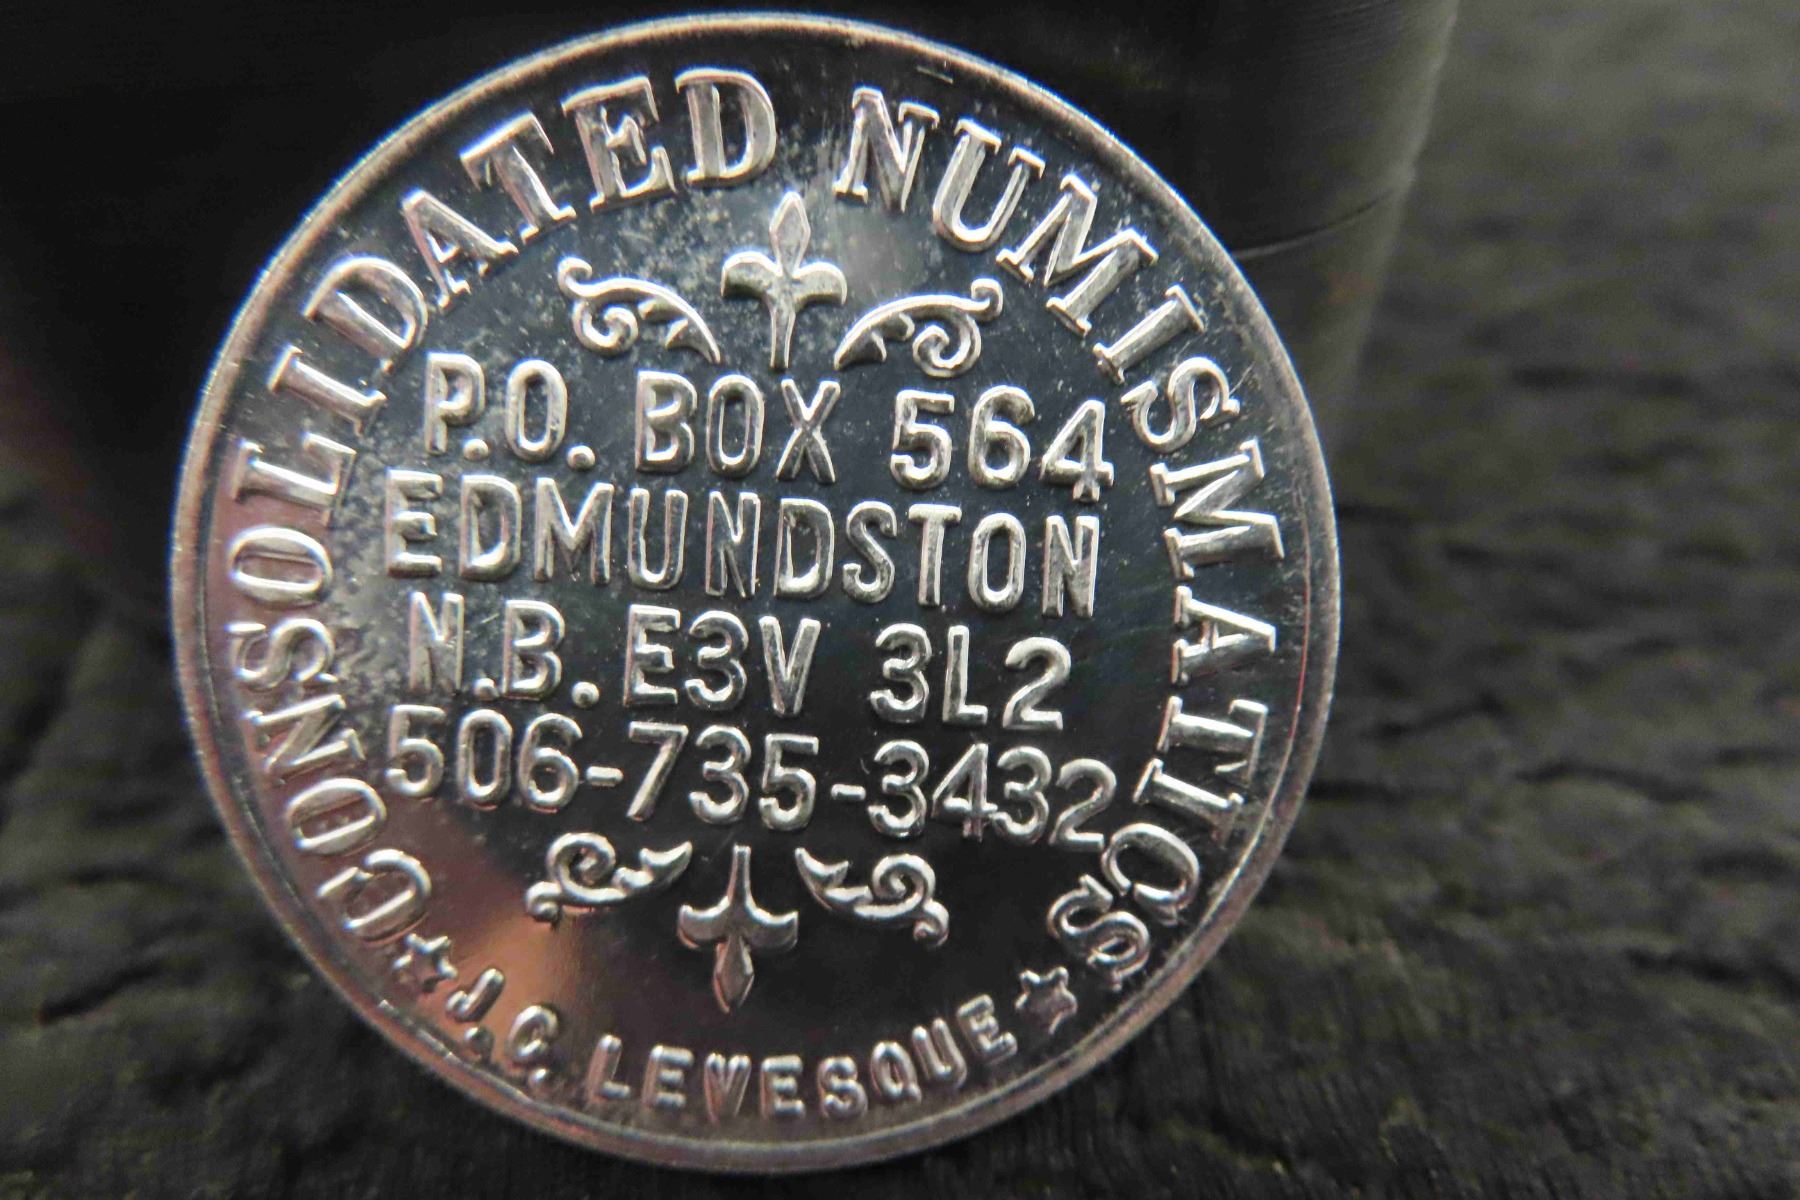 CONSOLIDATED NUMISMATICS
P.O. BOX 564
EDMUNDSTON
N.B. E3V 3L2
506-735-3432
J.C. LEVESQUE